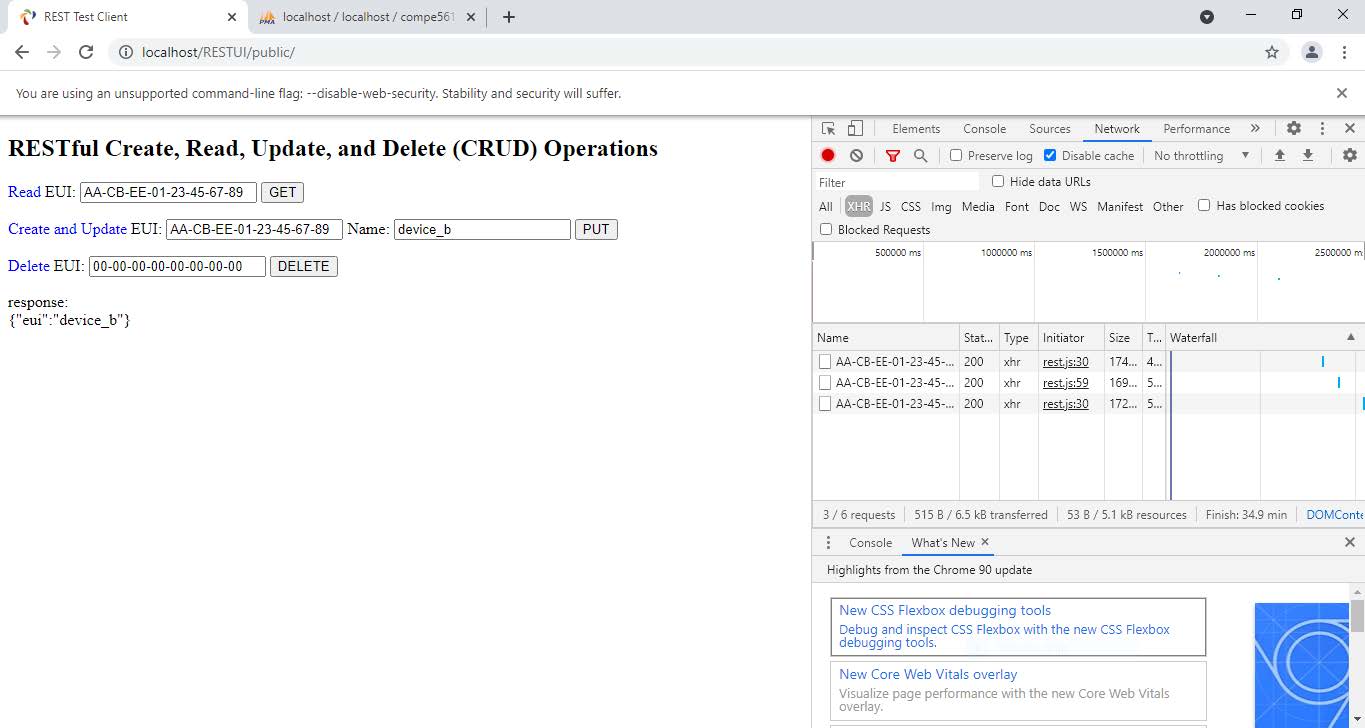 REST Test Client
localhost / localhost / compe561
localhost/RESTUI/public/
You are using an unsupported command-line flag: --disable-web-security. Stability and security will suffer.
RESTful Create, Read, Update, and Delete (CRUD) Operations
Read EUI: AA-CB-EE-01-23-45-67-89 GET
Create and Update EUI: AA-CB-EE-01-23-45-67-89 Name: device_b PUT
Delete EUI: 00-00-00-00-00-00-00-00 DELETE
response:
{"eui":"device_b"}
Elements Console Sources Network Performance »
Preserve log Disable cache No throttling
Filter Hide data URLs
All XHR JS CSS Img Media Font Doc WS Manifest Other Has blocked cookies
Blocked Requests
500000 ms 1000000 ms 1500000 ms 2000000 ms 2500000 m
Name Stat... Type Initiator Size T... Waterfall
AA-CB-EE-01-23-45-... 200 xhr rest.js:30 174... 4...
AA-CB-EE-01-23-45-... 200 xhr rest.js:59 169... 5...
AA-CB-EE-01-23-45-... 200 xhr rest.js:30 172... 5...
3 / 6 requests 515 B / 6.5 kB transferred 53 B / 5.1 kB resources Finish: 34.9 min DOMConte
Console What's New
Highlights from the Chrome 90 update
New CSS Flexbox debugging tools
Debug and inspect CSS Flexbox with the new CSS Flexbox
debugging tools.
New Core Web Vitals overlay
Visualize page performance with the new Core Web Vitals
overlay.